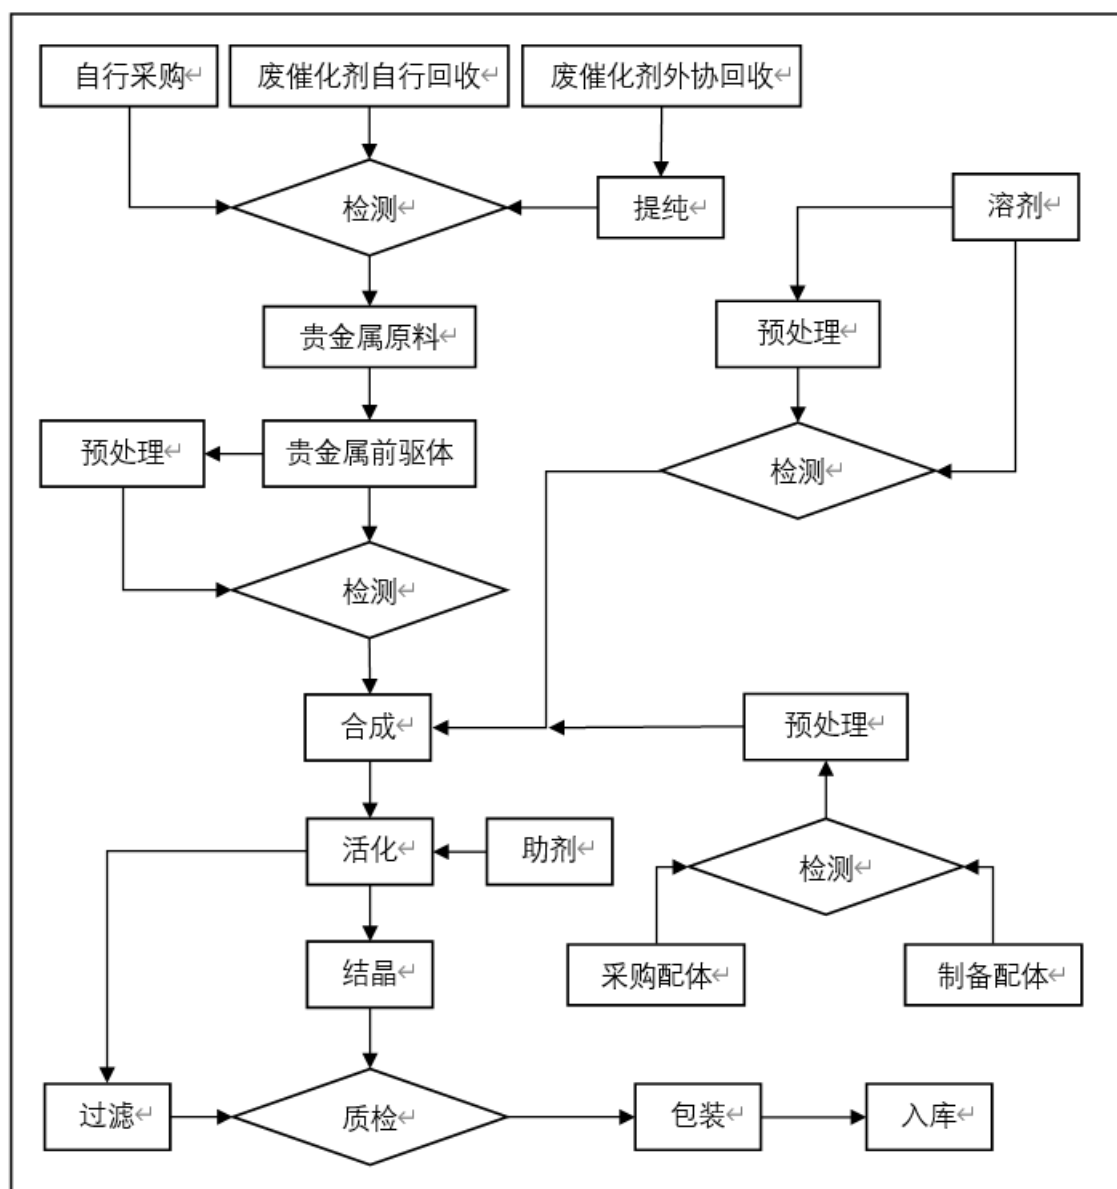 自行采购↵
废催化剂自行回收↵
废催化剂外协回收↵
检测↵
提纯↵
溶剂↵
贵金属原料↵
预处理↵
预处理↵
贵金属前驱体
检测↵
检测↵
合成↵
预处理↵
活化↵
助剂↵
检测↵
结晶↵
采购配体↵
制备配体↵
过滤↵
质检↵
包装↵
入库↵